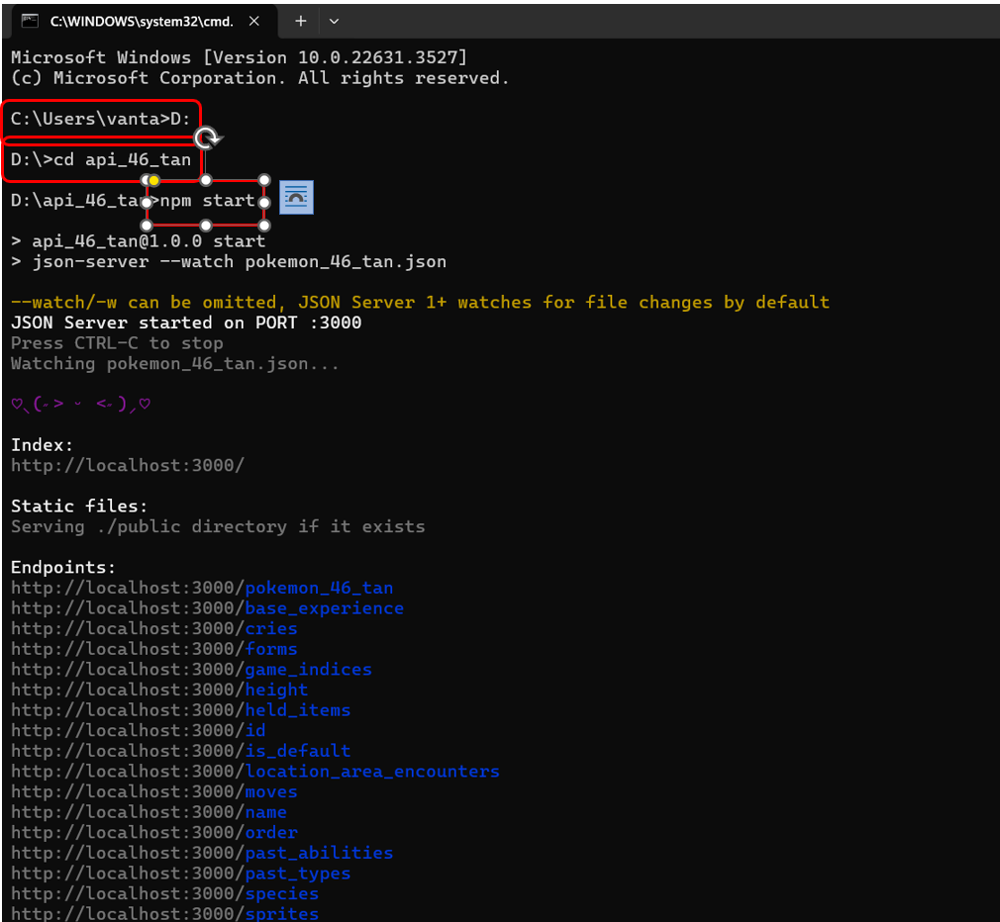 C:\WINDOWS\system32\cmd.
Microsoft Windows [Version 10.0.22631.3527]
(c) Microsoft Corporation. All rights reserved.
C:\Users\vanta>D:
D:\>cd api_46_tan
D:\api_46_tan>npm start
> api_46_tan@1.0.0 start
> json-server --watch pokemon_46_tan.json
--watch/-w can be omitted, JSON Server 1+ watches for file changes by default
JSON Server started on PORT :3000
Press CTRL-C to stop
Watching pokemon_46_tan.json...
♡⸜(˶˃ ᵕ ˂˶)⸝♡
Index:
http://localhost:3000/
Static files:
Serving ./public directory if it exists
Endpoints:
http://localhost:3000/pokemon_46_tan
http://localhost:3000/base_experience
http://localhost:3000/cries
http://localhost:3000/forms
http://localhost:3000/game_indices
http://localhost:3000/height
http://localhost:3000/held_items
http://localhost:3000/id
http://localhost:3000/is_default
http://localhost:3000/location_area_encounters
http://localhost:3000/moves
http://localhost:3000/name
http://localhost:3000/order
http://localhost:3000/past_abilities
http://localhost:3000/past_types
http://localhost:3000/species
http://localhost:3000/sprites